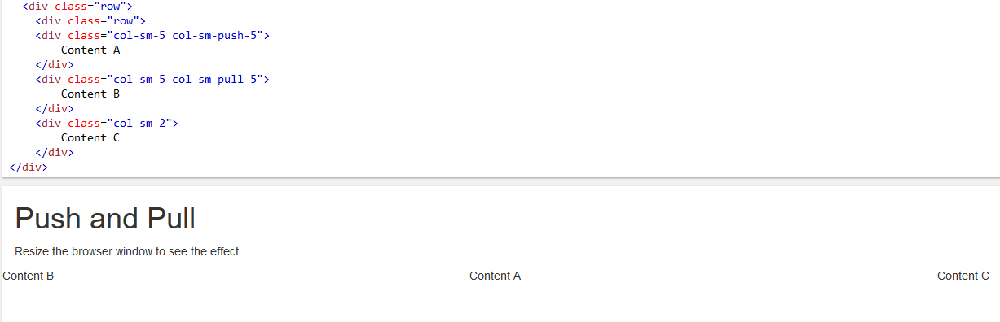 <div class="row">
<div class="row">
<div class="col-sm-5 col-sm-push-5">
Content A
</div>
<div class="col-sm-5 col-sm-pull-5">
Content B
</div>
<div class="col-sm-2">
Content C
</div>
</div>
Push and Pull
Resize the browser window to see the effect.
Content B Content A Content C